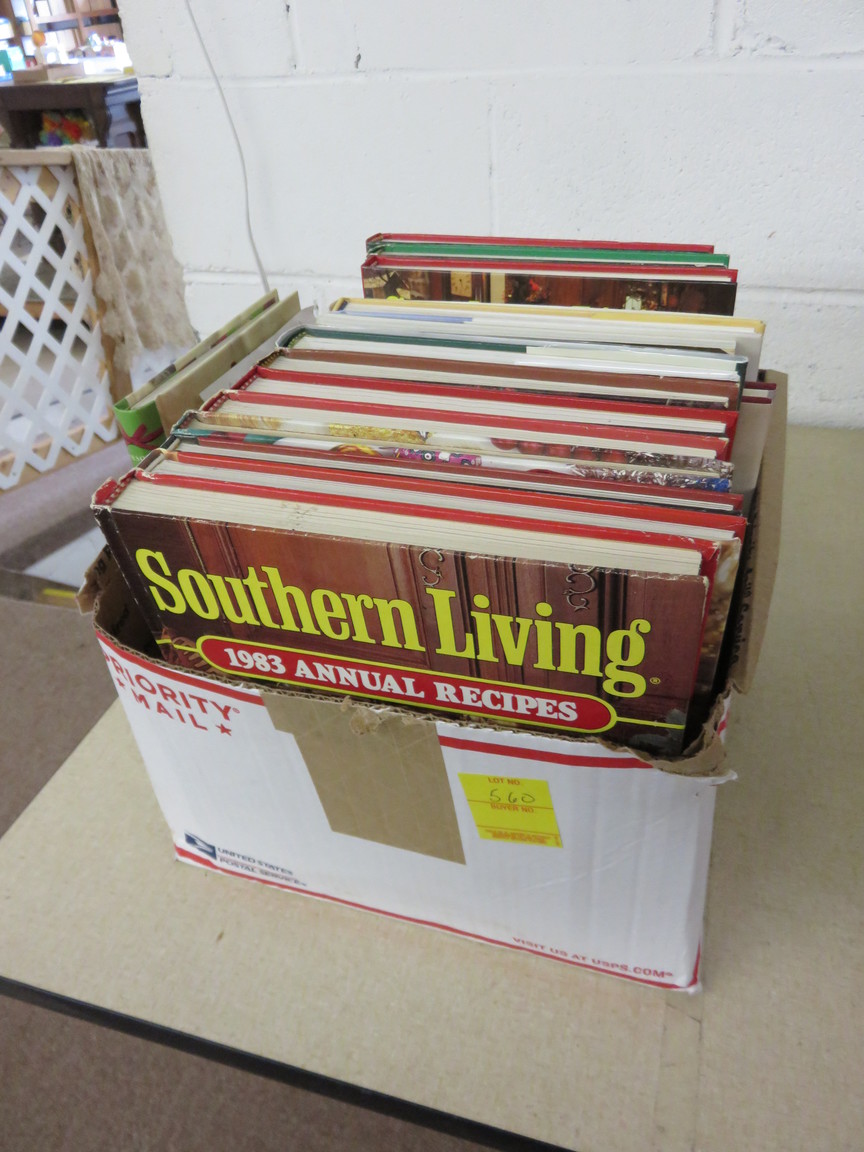 Southern Living®
1983 ANNUAL RECIPES
PRIORITY®
MAIL
LOT NO.
560
BUYER NO.
UNITED STATES
POSTAL SERVICE®
VISIT US AT USPS.COM®